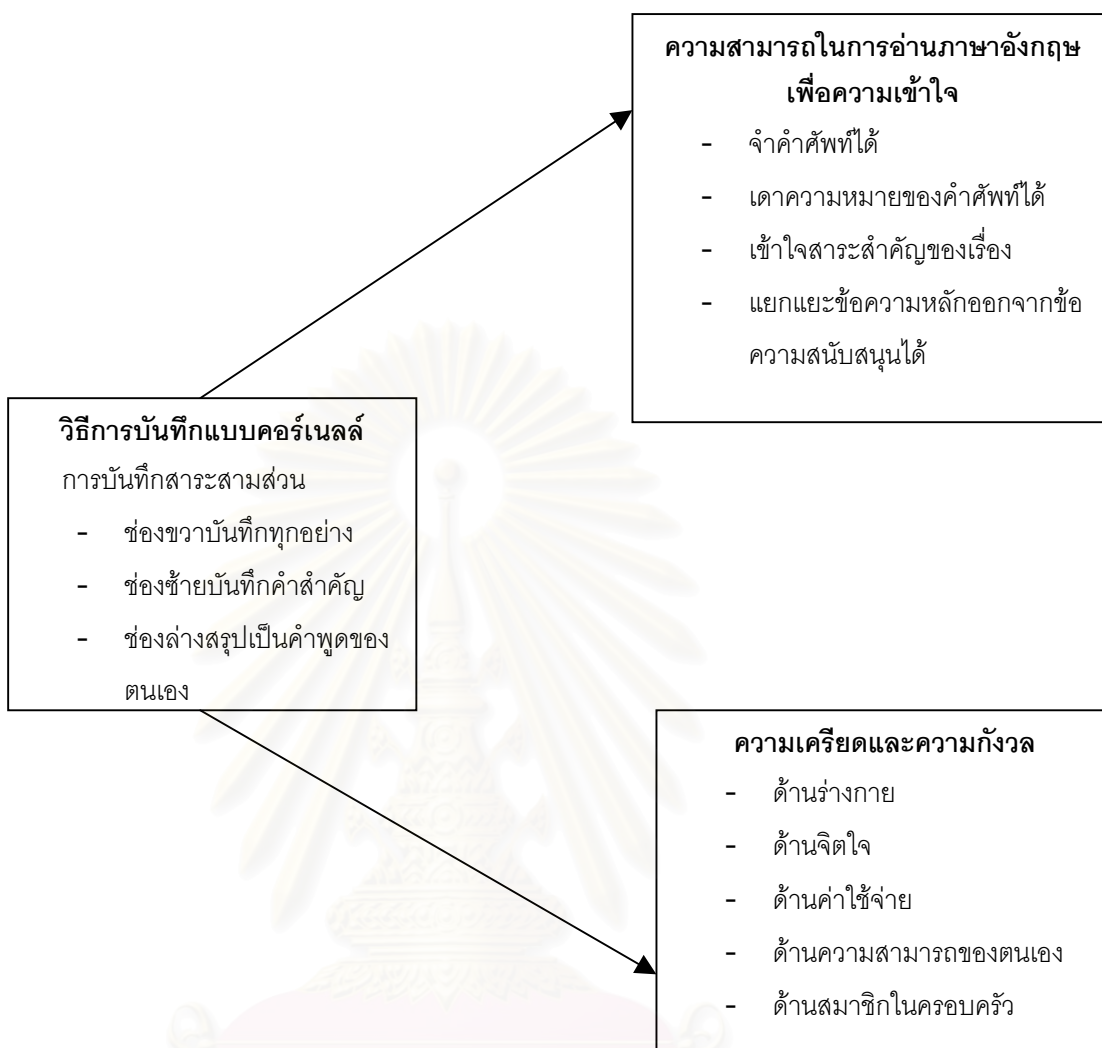 ความสามารถในการอ่านภาษาอังกฤษ
เพื่อความเข้าใจ
- จำคำศัพท์ได้
- เดาความหมายของคำศัพท์ได้
- เข้าใจสาระสำคัญของเรื่อง
- แยกแยะข้อความหลักออกจากข้อ
ความสนับสนุนได้
วิธีการบันทึกแบบคอร์เนลล์
การบันทึกสาระสามส่วน
- ช่องขวาบันทึกทุกอย่าง
- ช่องซ้ายบันทึกคำสำคัญ
- ช่องล่างสรุปเป็นคำพูดของ
ตนเอง
ความเครียดและความกังวล
- ด้านร่างกาย
- ด้านจิตใจ
- ด้านค่าใช้จ่าย
- ด้านความสามารถของตนเอง
- ด้านสมาชิกในครอบครัว